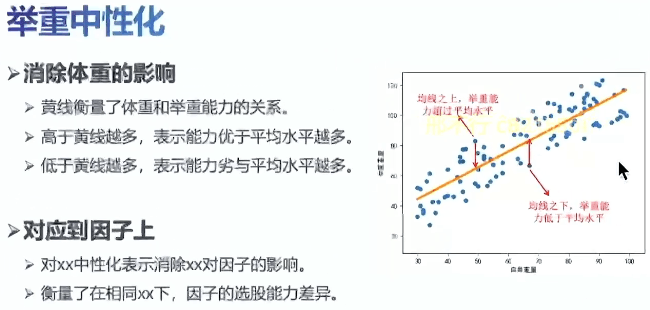 举重中性化
消除体重的影响
黄线衡量了体重和举重能力的关系。
高于黄线越多，表示能力优于平均水平越多。
低于黄线越多，表示能力劣与平均水平越多。
对应到因子上
对xx中性化表示消除xx对因子的影响。
衡量了在相同xx下，因子的选股能力差异。
均线之上，举重能
力超过平均水平
均线之下，举重能
力低于平均水平
100
80
60
40
20
30
40
50
60
70
80
90
100
自身重量